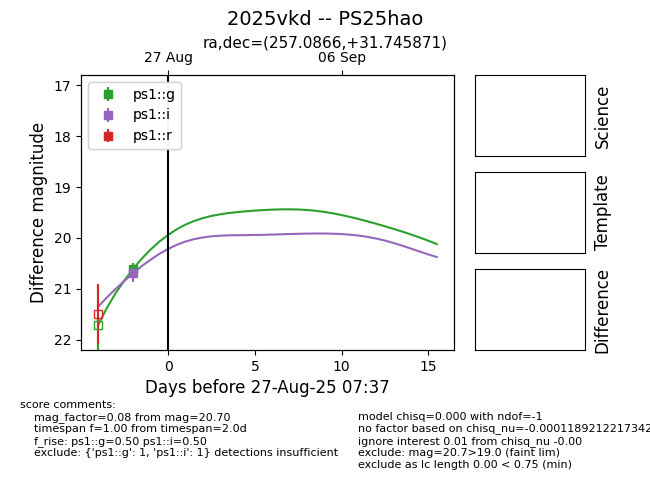 2025vkd -- PS25hao
ra,dec=(257.0866,+31.745871)
27 Aug
06 Sep
17
18
19
20
21
22
Difference magnitude
ps1::g
ps1::i
ps1::r
0
5
10
15
Days before 27-Aug-25 07:37
Science
Template
Difference
score comments:
mag_factor=0.08 from mag=20.70
timespan f=1.00 from timespan=2.0d
f_rise: ps1::g=0.50 ps1::i=0.50
exclude: {'ps1::g': 1, 'ps1::i': 1} detections insufficient
model chisq=0.000 with ndof=-1
no factor based on chisq_nu=-0.0001189212217342
ignore interest 0.01 from chisq_nu -0.00
exclude: mag=20.7>19.0 (faint lim)
exclude as lc length 0.00 < 0.75 (min)